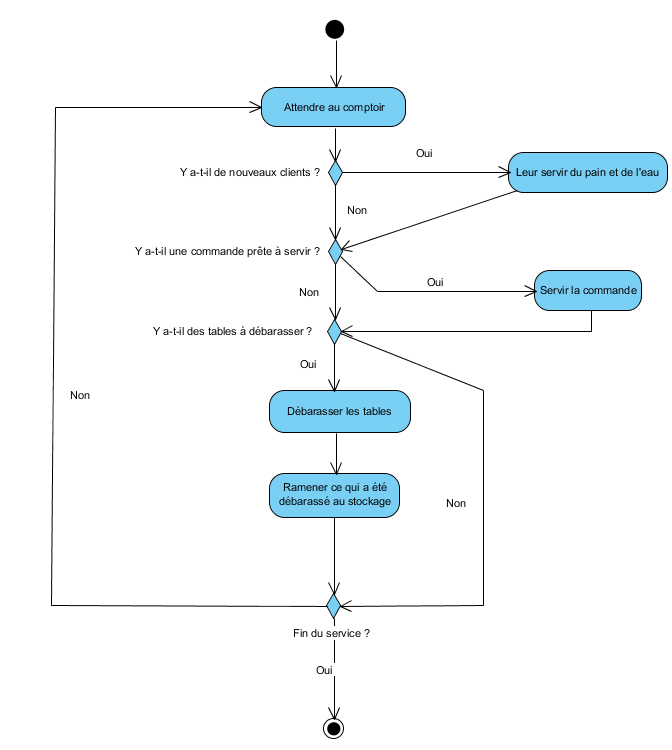 Attendre au comptoir
Oui
Y a-t-il de nouveaux clients ?
Leur servir du pain et de l'eau
Non
Y a-t-il une commande prête à servir ?
Oui
Non
Servir la commande
Y a-t-il des tables à débarasser ?
Oui
Non
Débarasser les tables
Ramener ce qui a été
débarassé au stockage
Non
Fin du service ?
Oui